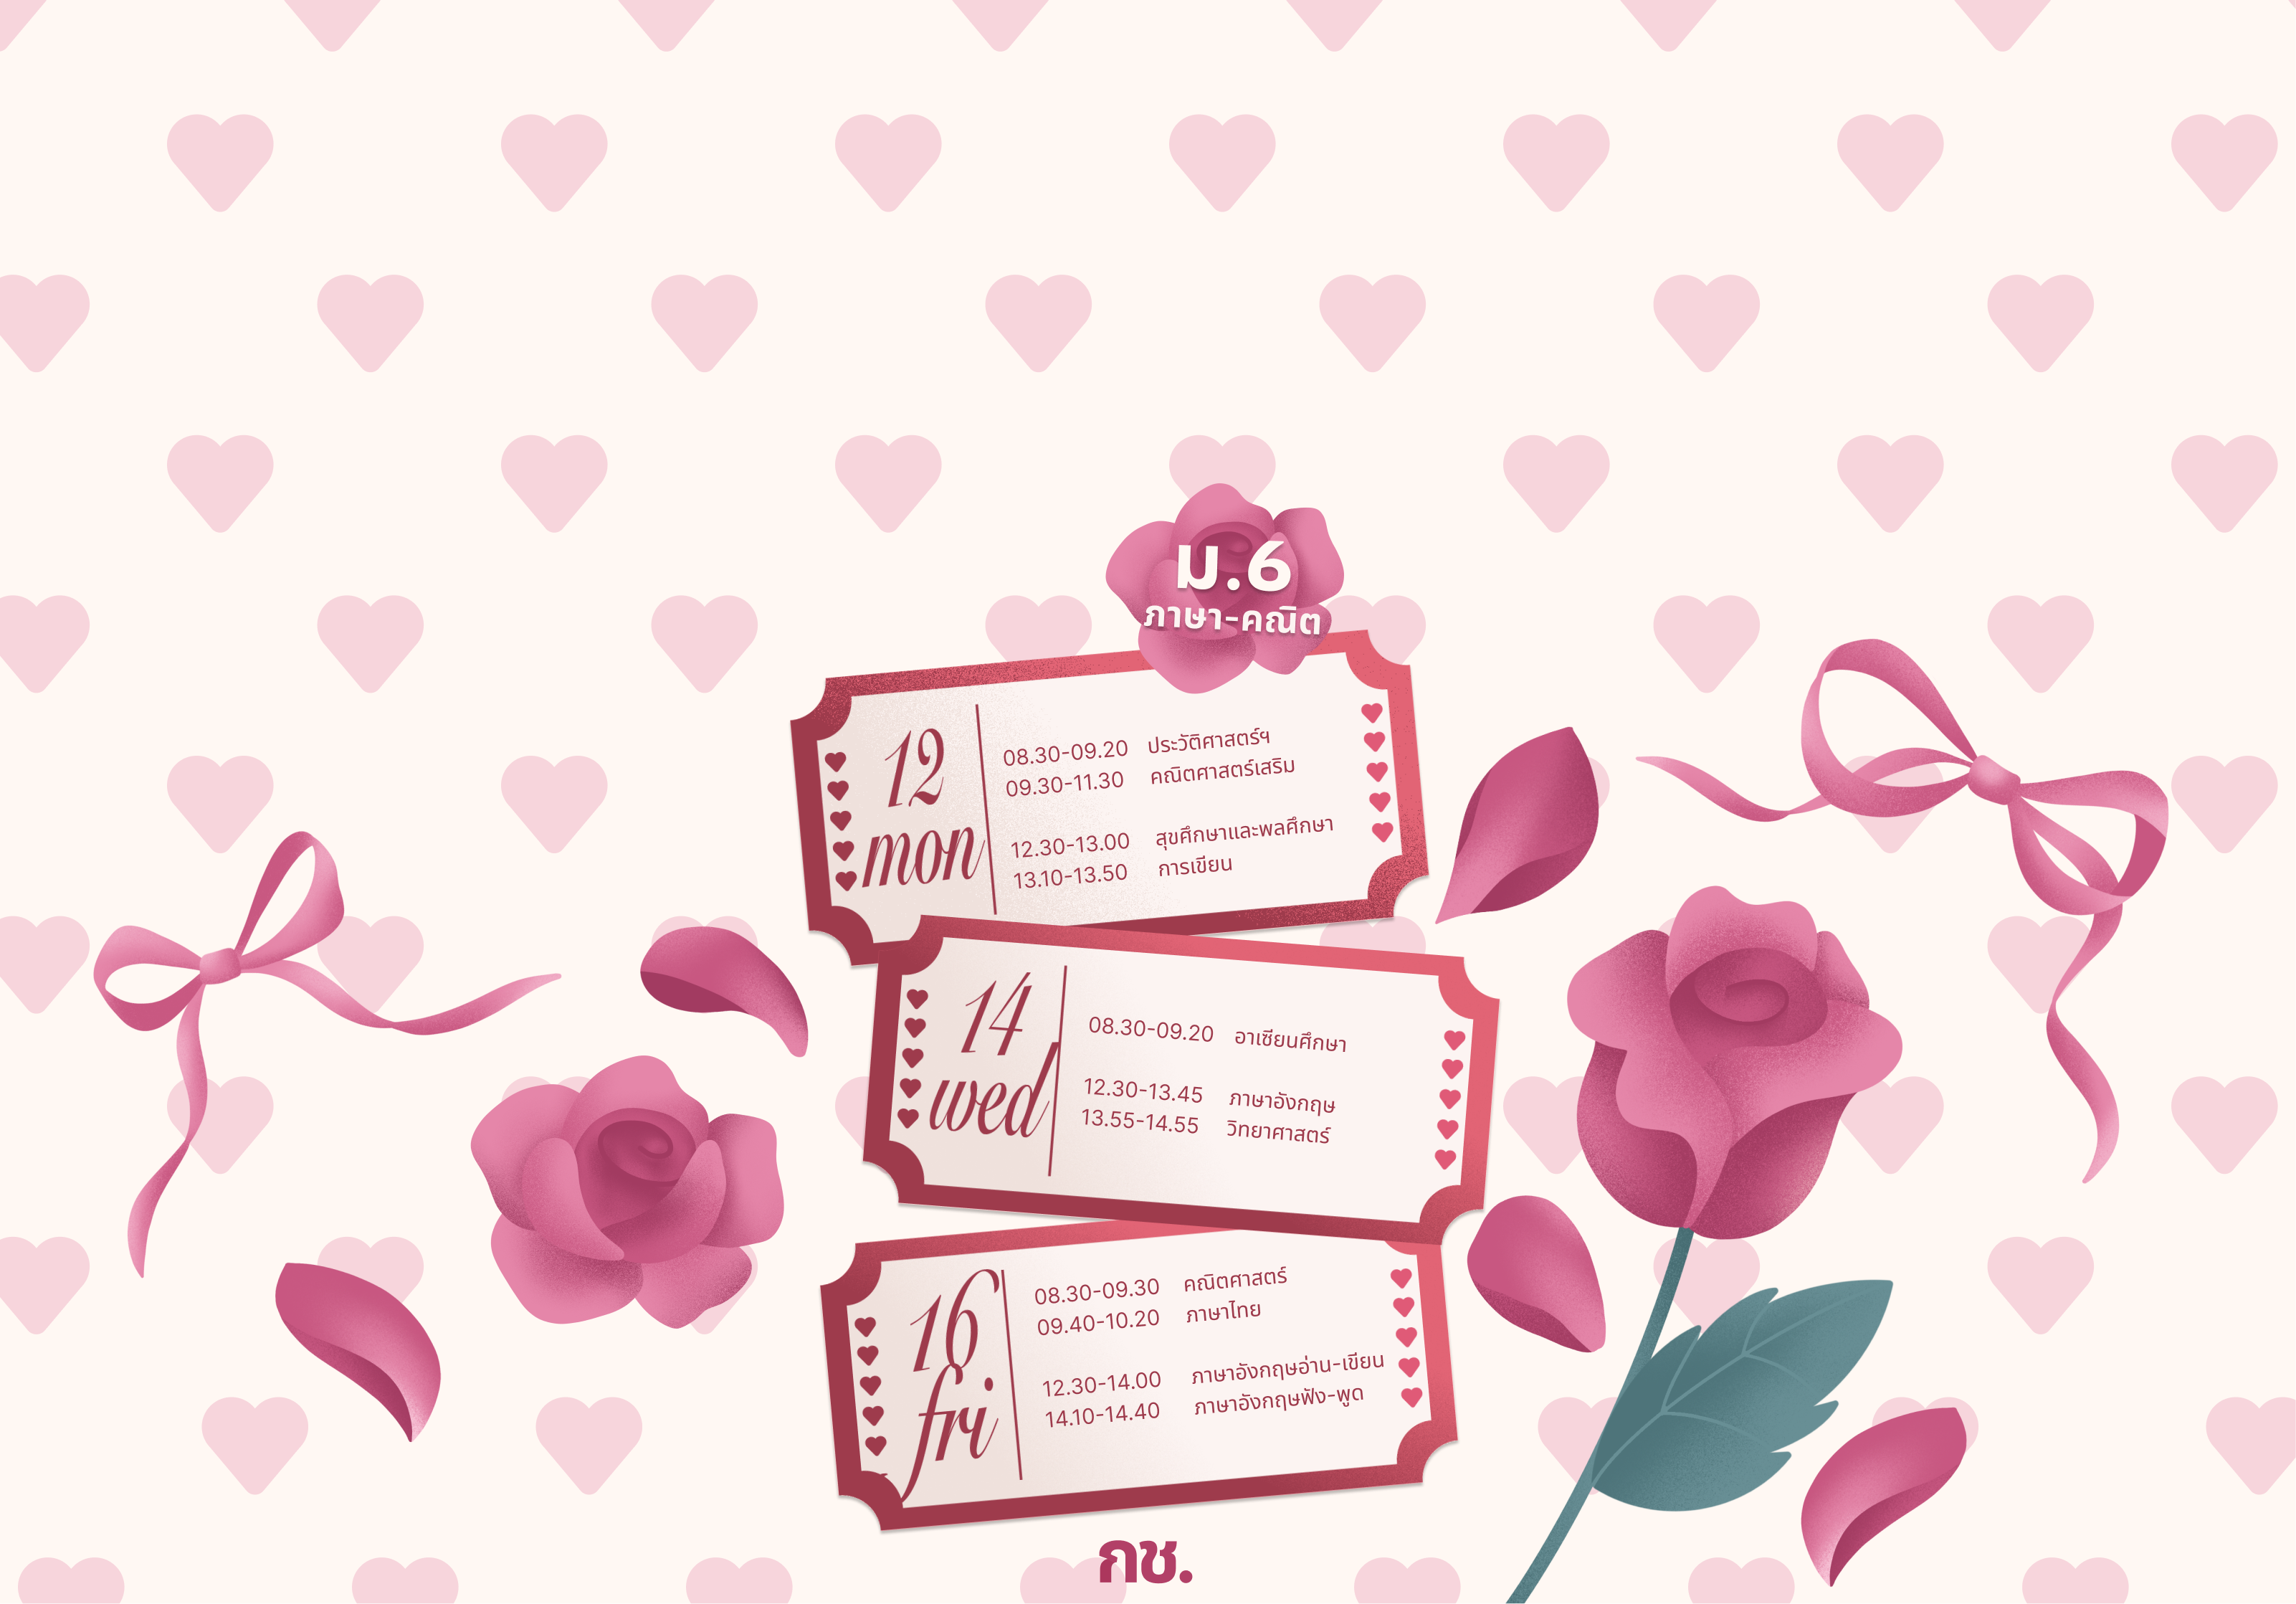 ม.6
ภาษา-คณิต
12
mon
08.30-09.20 ประวัติศาสตร์ฯ
09.30-11.30 คณิตศาสตร์เสริม
12.30-13.00 สุขศึกษาและพลศึกษา
13.10-13.50 การเขียน
14
wed
08.30-09.20 อาเซียนศึกษา
12.30-13.45 ภาษาอังกฤษ
13.55-14.55 วิทยาศาสตร์
16
fri
08.30-09.30 คณิตศาสตร์
09.40-10.20 ภาษาไทย
12.30-14.00 ภาษาอังกฤษอ่าน-เขียน
14.10-14.40 ภาษาอังกฤษฟัง-พูด
กช.